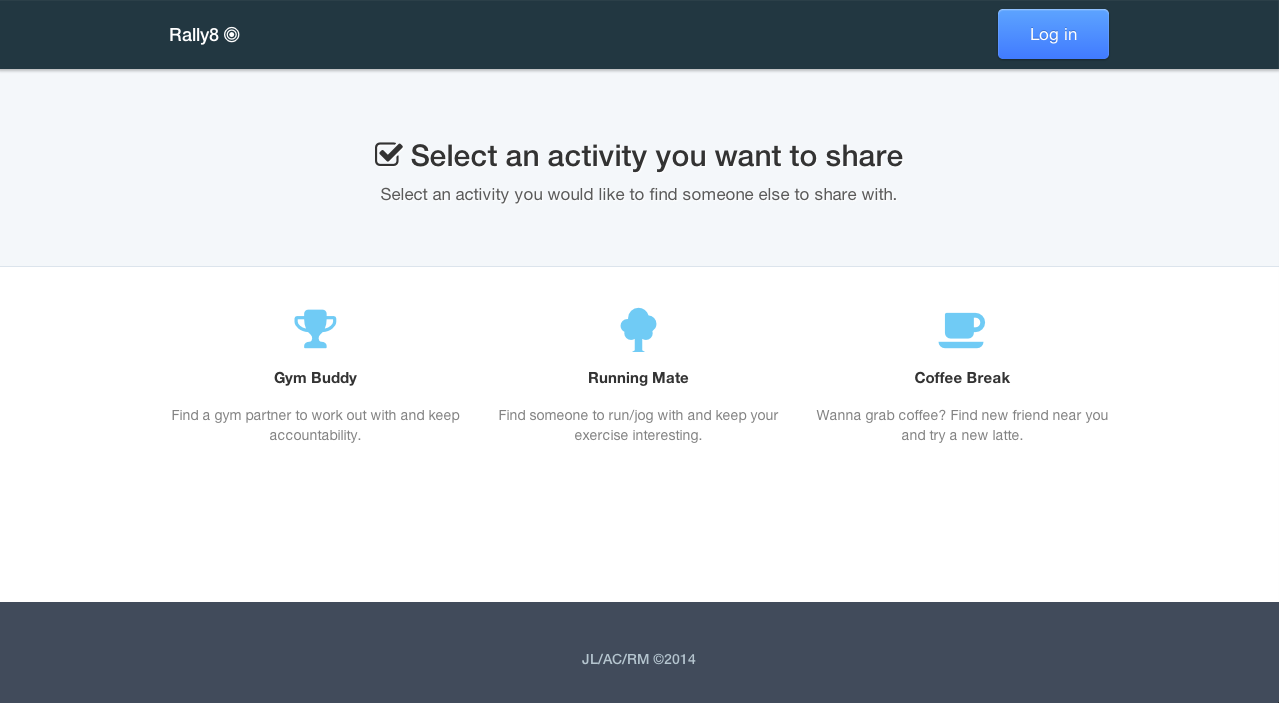 Rally8
Log in
Select an activity you want to share
Select an activity you would like to find someone else to share with.
Gym Buddy
Find a gym partner to work out with and keep
accountability.
Running Mate
Find someone to run/jog with and keep your
exercise interesting.
Coffee Break
Wanna grab coffee? Find new friend near you
and try a new latte.
JL/AC/RM ©2014